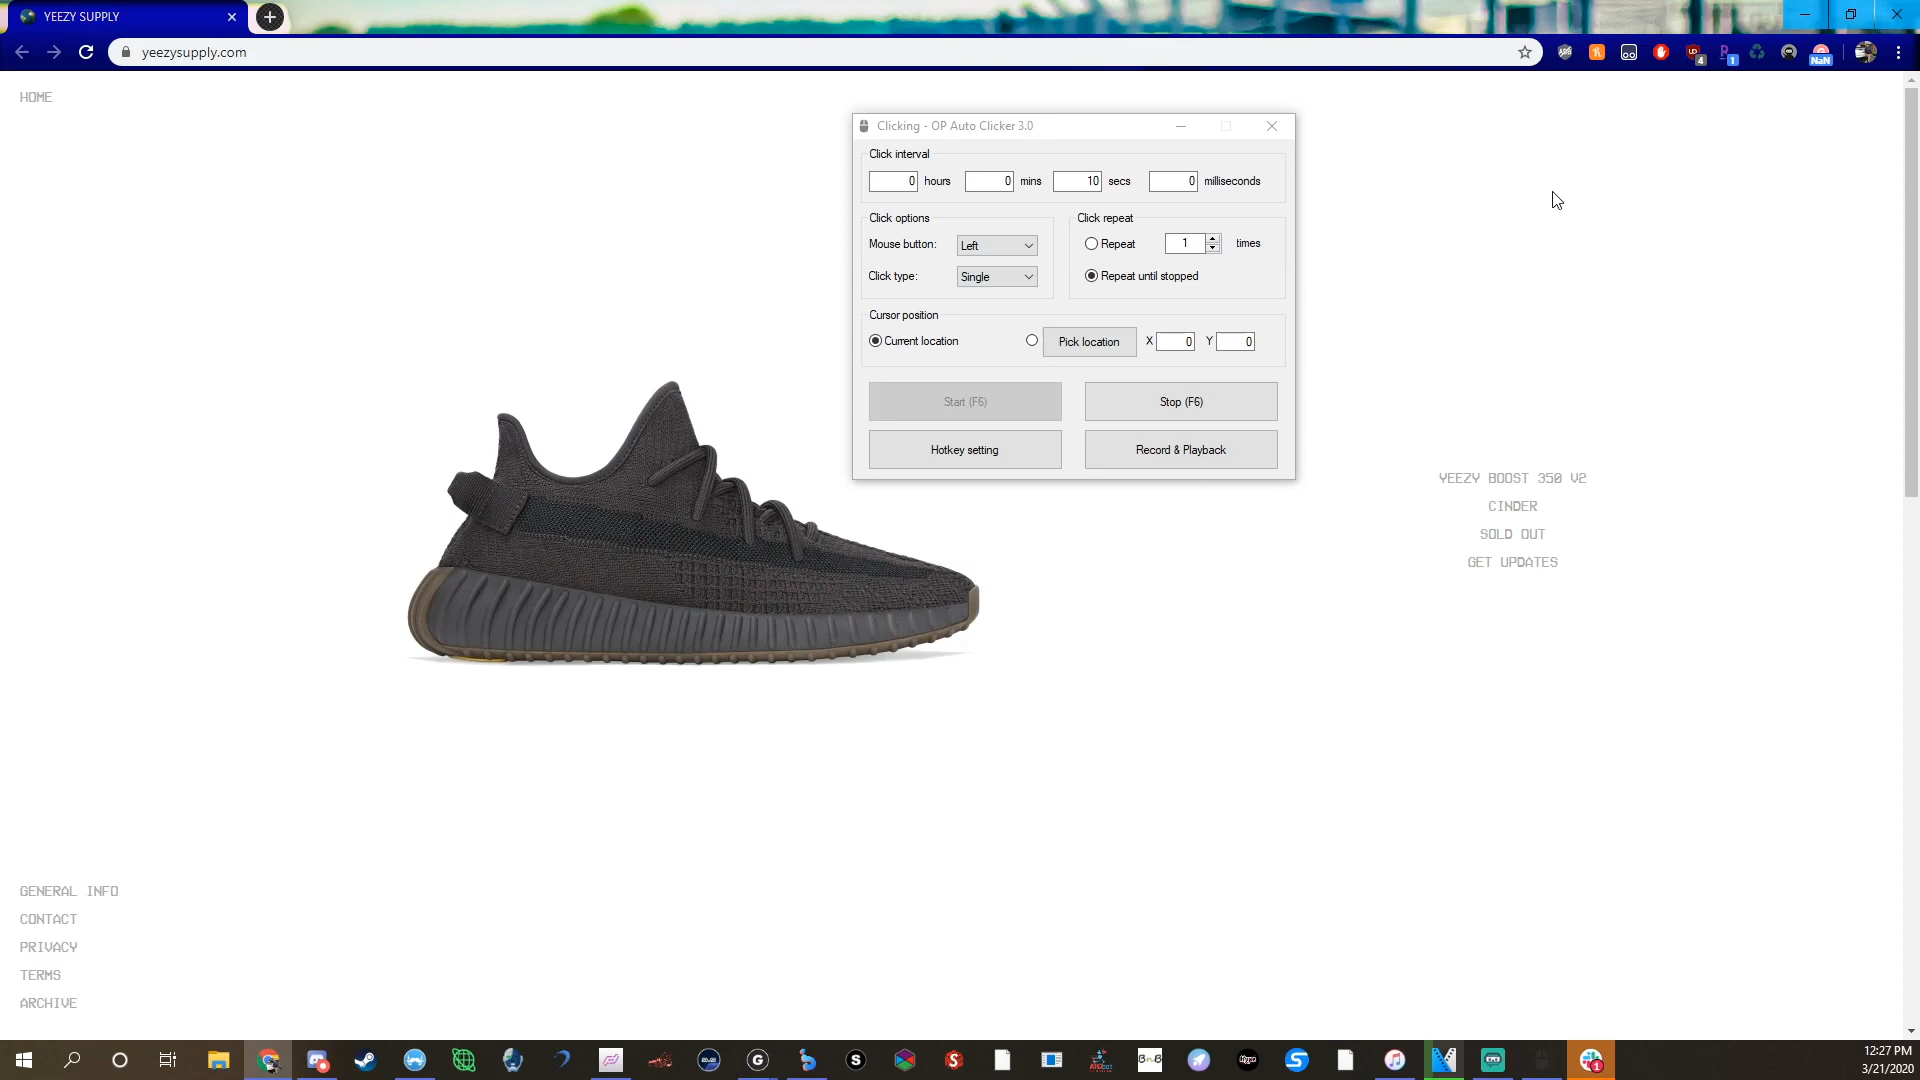 YEEZY SUPPLY
yeezysupply.com
4
1
NaN
HOME
Clicking - OP Auto Clicker 3.0
Click interval
0 hours 0 mins 10 secs 0 milliseconds
Click options
Mouse button: Left
Click type: Single
Click repeat
Repeat 1 times
Repeat until stopped
Cursor position
Current location Pick location X 0 Y 0
Start (F6) Stop (F6)
Hotkey setting Record & Playback
YEEZY BOOST 350 V2
CINDER
SOLD OUT
GET UPDATES
GENERAL INFO
CONTACT
PRIVACY
TERMS
ARCHIVE
12:27 PM
3/21/2020